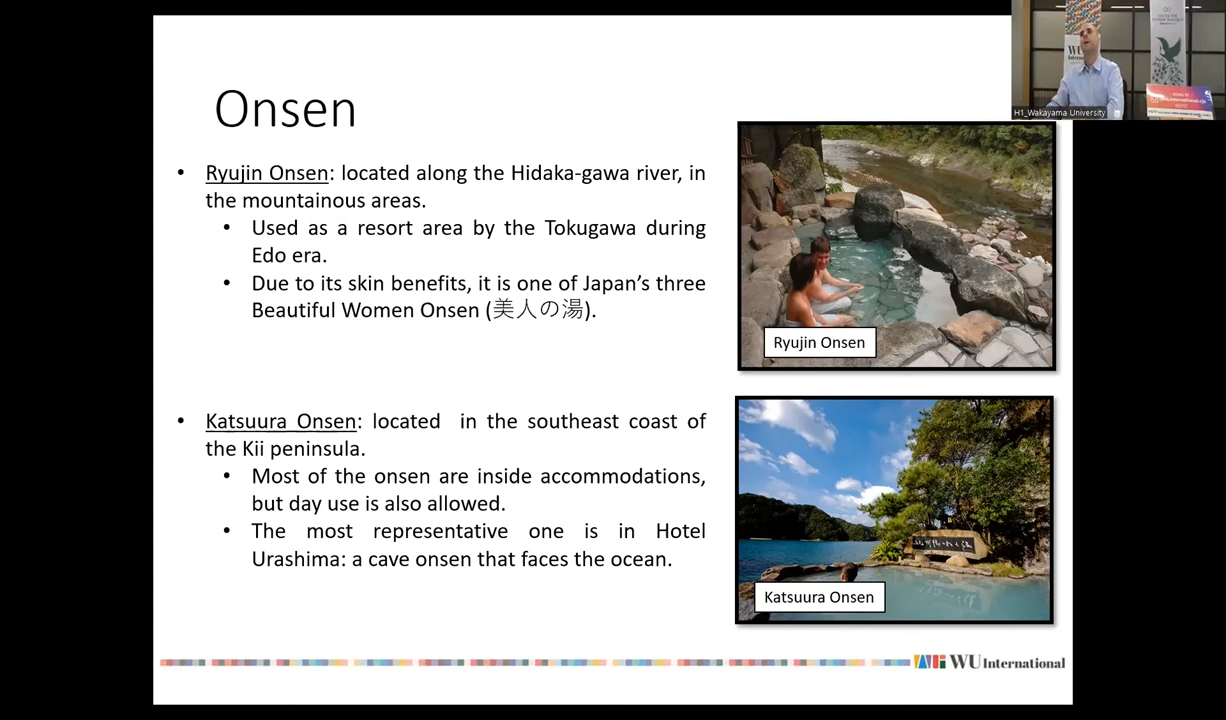 Onsen
• Ryujin Onsen: located along the Hidaka-gawa river, in
the mountainous areas.
• Used as a resort area by the Tokugawa during
Edo era.
• Due to its skin benefits, it is one of Japan's three
Beautiful Women Onsen (美人の湯).
Ryujin Onsen
• Katsuura Onsen: located in the southeast coast of
the Kii peninsula.
• Most of the onsen are inside accommodations,
but day use is also allowed.
• The most representative one is in Hotel
Urashima: a cave onsen that faces the ocean.
Katsuura Onsen
WU International
H1_Wakayama University
WU